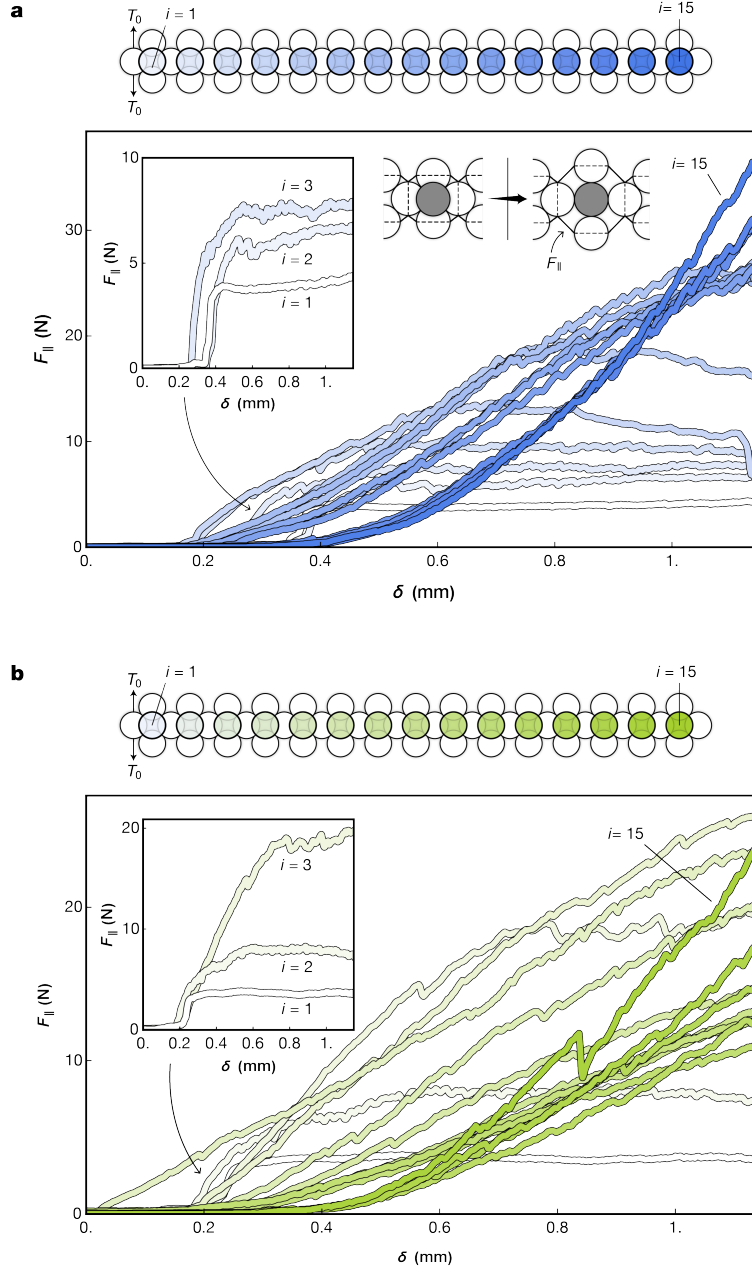 a
T0
i = 1
i = 15
T0
10
5
0
0.
0.2
0.4
0.6
0.8
1.
F∥ (N)
δ (mm)
i = 3
i = 2
i = 1
F∥
i = 15
30
20
10
0
F∥ (N)
0.
0.2
0.4
0.6
0.8
1.
δ (mm)
b
T0
i = 1
i = 15
T0
20
10
0
0.
0.2
0.4
0.6
0.8
1.
F∥ (N)
δ (mm)
i = 3
i = 2
i = 1
i = 15
20
10
0
F∥ (N)
0.
0.2
0.4
0.6
0.8
1.
δ (mm)